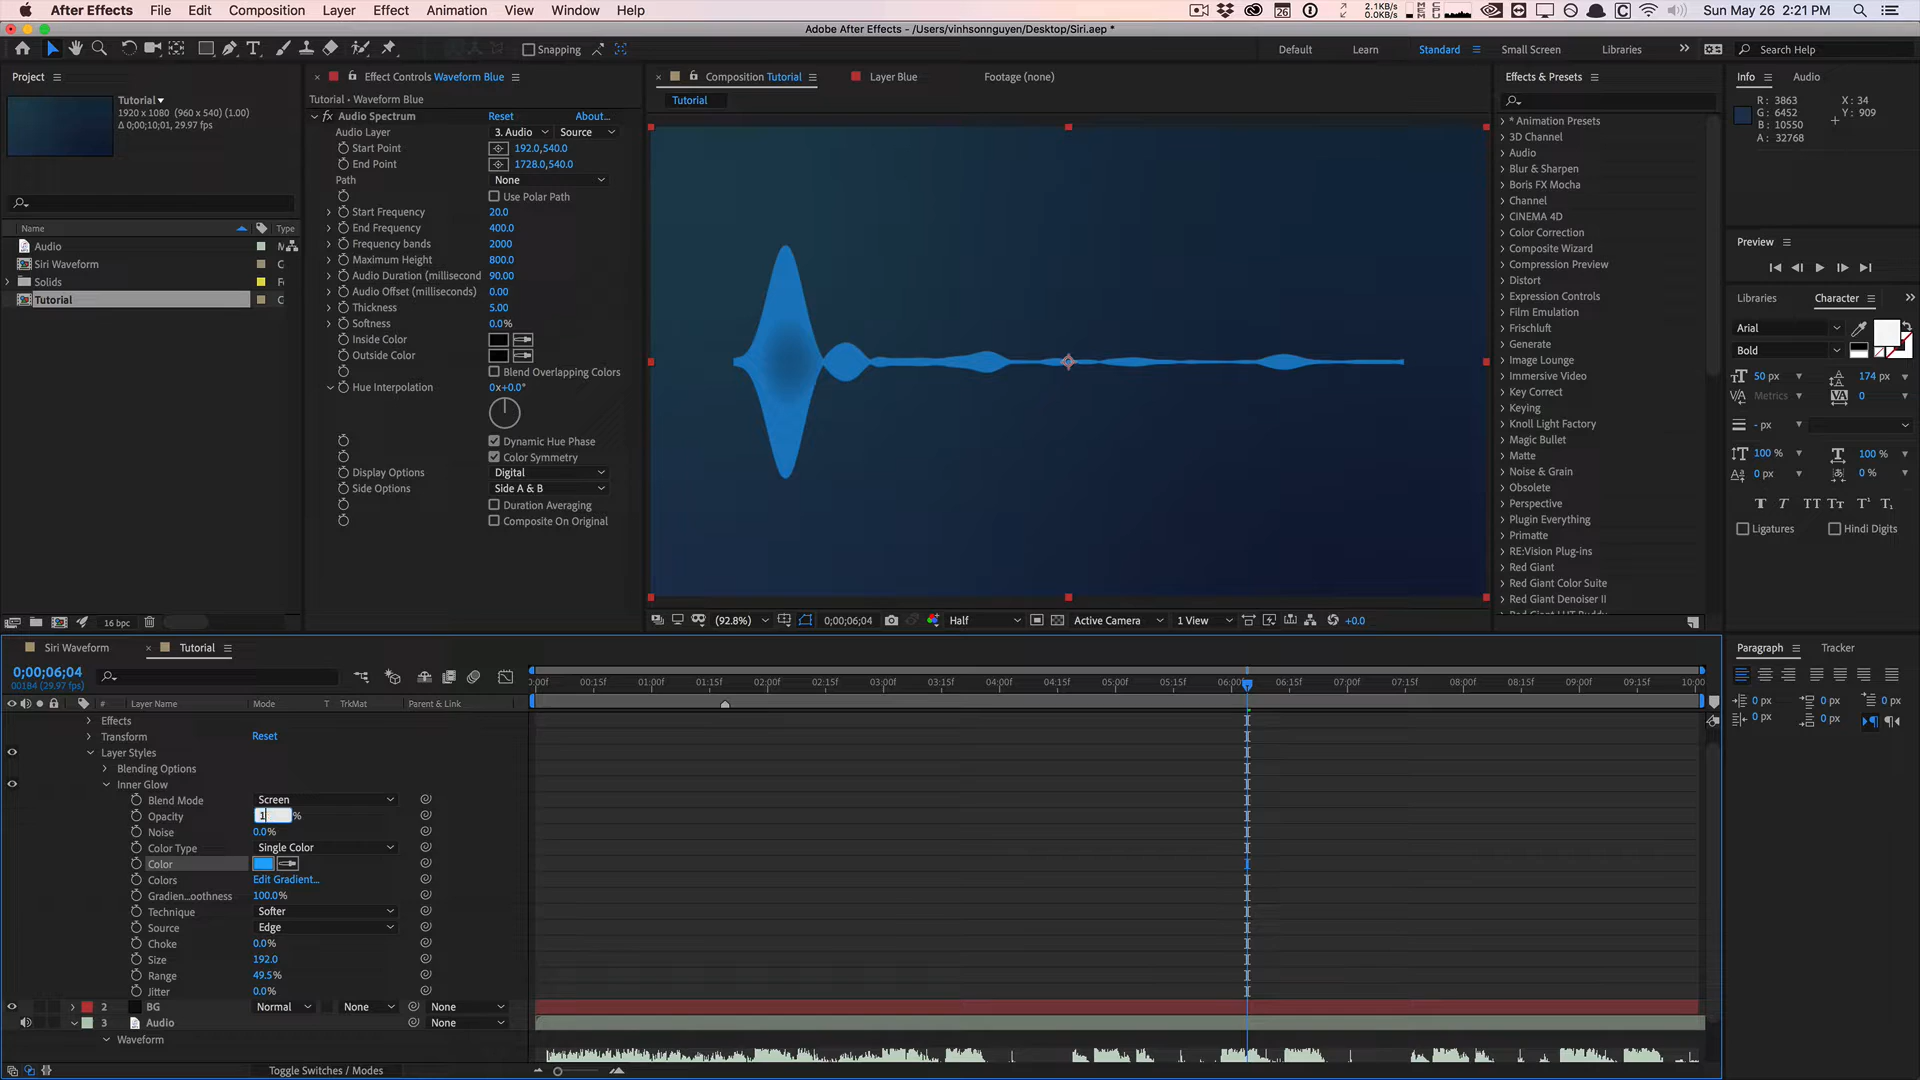 After Effects File Edit Composition Layer Effect Animation View Window Help 2.1KB/s 0.0KB/s Sun May 26 2:21 PM
Adobe After Effects - /Users/vinhsonnguyen/Desktop/Siri.aep *
Snapping Default Learn Standard Small Screen Libraries Search Help
Project
Tutorial
1920 x 1080 (960 x 540) (1.00)
Δ 0;00;10;01, 29.97 fps
Name Type
Audio
Siri Waveform C
Solids
Tutorial C
16 bpc
Effect Controls Waveform Blue
Tutorial • Waveform Blue
fx Audio Spectrum Reset About...
Audio Layer 3. Audio Source
Start Point 192.0,540.0
End Point 1728.0,540.0
Path None
Use Polar Path
Start Frequency 20.0
End Frequency 400.0
Frequency bands 2000
Maximum Height 800.0
Audio Duration (millisecond 90.00
Audio Offset (milliseconds) 0.00
Thickness 5.00
Softness 0.0%
Inside Color
Outside Color
Blend Overlapping Colors
Hue Interpolation 0x+0.0°
Dynamic Hue Phase
Color Symmetry
Display Options Digital
Side Options Side A & B
Duration Averaging
Composite On Original
Composition Tutorial Layer Blue Footage (none)
Tutorial
(92.8%) 0;00;06;04 Half Active Camera 1 View +0.0
Effects & Presets
* Animation Presets
3D Channel
Audio
Blur & Sharpen
Boris FX Mocha
Channel
CINEMA 4D
Color Correction
Composite Wizard
Compression Preview
Distort
Expression Controls
Film Emulation
Frischluft
Generate
Image Lounge
Immersive Video
Key Correct
Keying
Knoll Light Factory
Magic Bullet
Matte
Noise & Grain
Obsolete
Perspective
Plugin Everything
Primatte
RE:Vision Plug-ins
Red Giant
Red Giant Color Suite
Red Giant Denoiser II
Info Audio
R: 3863 X: 34
G: 6452 Y: 909
B: 10550
A: 32768
Preview
Libraries Character
Arial
Bold
50 px 174 px
Metrics 0
- px
100 % 100 %
0 px 0 %
Ligatures Hindi Digits
Paragraph Tracker
0 px 0 px 0 px
0 px 0 px
Siri Waveform Tutorial
0;00;06;04
00184 (29.97 fps)
:00f 00:15f 01:00f 01:15f 02:00f 02:15f 03:00f 03:15f 04:00f 04:15f 05:00f 05:15f 06:00f 06:15f 07:00f 07:15f 08:00f 08:15f 09:00f 09:15f 10:00
# Layer Name Mode T TrkMat Parent & Link
Effects
Transform Reset
Layer Styles
Blending Options
Inner Glow
Blend Mode Screen
Opacity 1 %
Noise 0.0%
Color Type Single Color
Color
Colors Edit Gradient...
Gradien...oothness 100.0%
Technique Softer
Source Edge
Choke 0.0%
Size 192.0
Range 49.5%
Jitter 0.0%
2 BG Normal None None
3 Audio None
Waveform
Toggle Switches / Modes